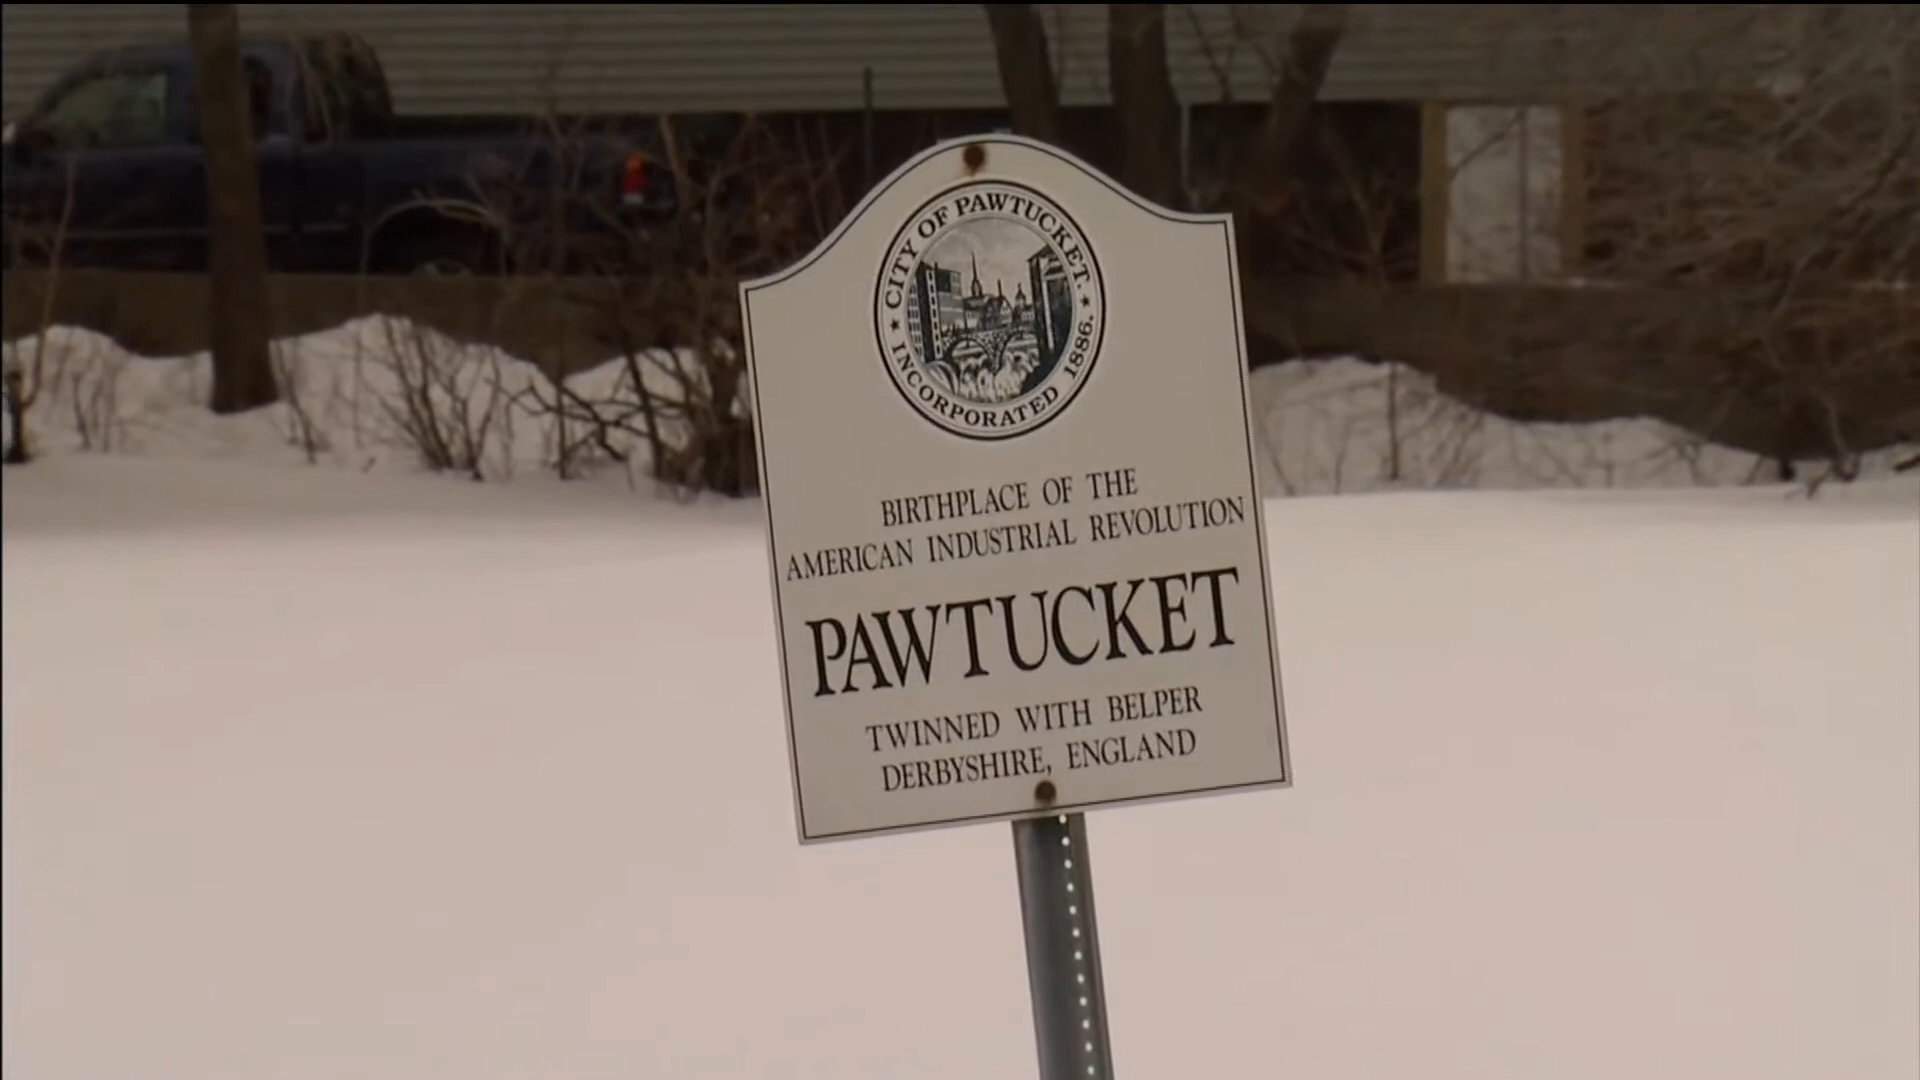 CITY OF PAWTUCKET.
★ INCORPORATED 1886. ★
BIRTHPLACE OF THE
AMERICAN INDUSTRIAL REVOLUTION
PAWTUCKET
TWINNED WITH BELPER
DERBYSHIRE, ENGLAND